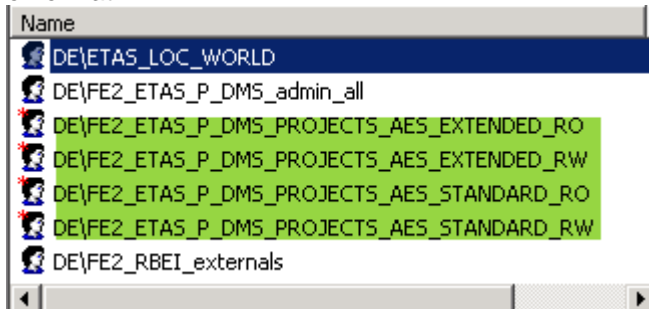 Name
DE\ETAS_LOC_WORLD
DE\FE2_ETAS_P_DMS_admin_all
DE\FE2_ETAS_P_DMS_PROJECTS_AES_EXTENDED_RO
DE\FE2_ETAS_P_DMS_PROJECTS_AES_EXTENDED_RW
DE\FE2_ETAS_P_DMS_PROJECTS_AES_STANDARD_RO
DE\FE2_ETAS_P_DMS_PROJECTS_AES_STANDARD_RW
DE\FE2_RBEI_externals